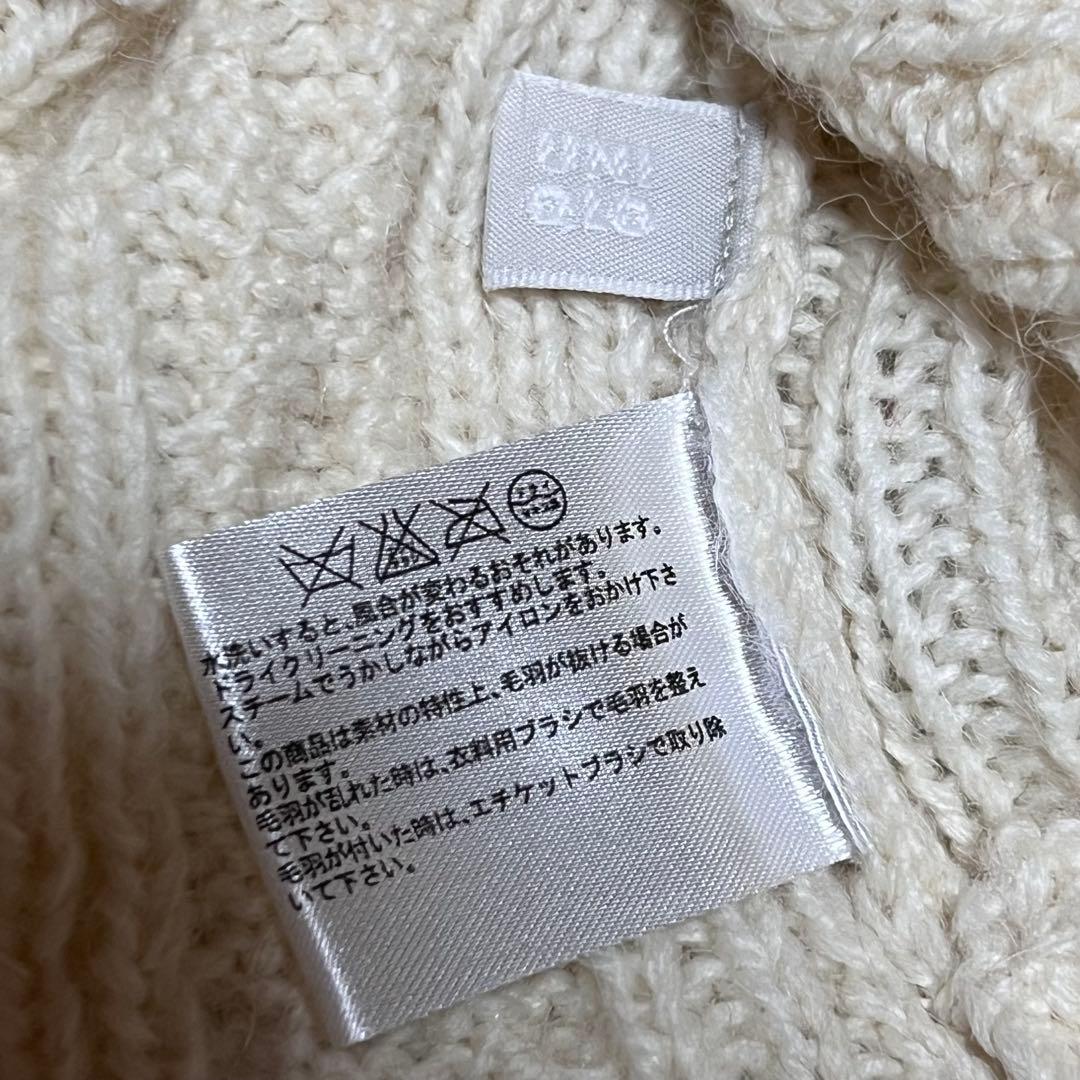 UNI
QLO
水洗いすると、風合が変わるおそれがあります。
ドライクリーニングをおすすめします。
スチームでうかしながらアイロンをおかけ下さ
い。
この商品は素材の特性上、毛羽が抜ける場合が
あります。
毛羽が乱れた時は、衣料用ブラシで毛羽を整え
て下さい。
毛羽が付いた時は、エチケットブラシで取り除
いて下さい。